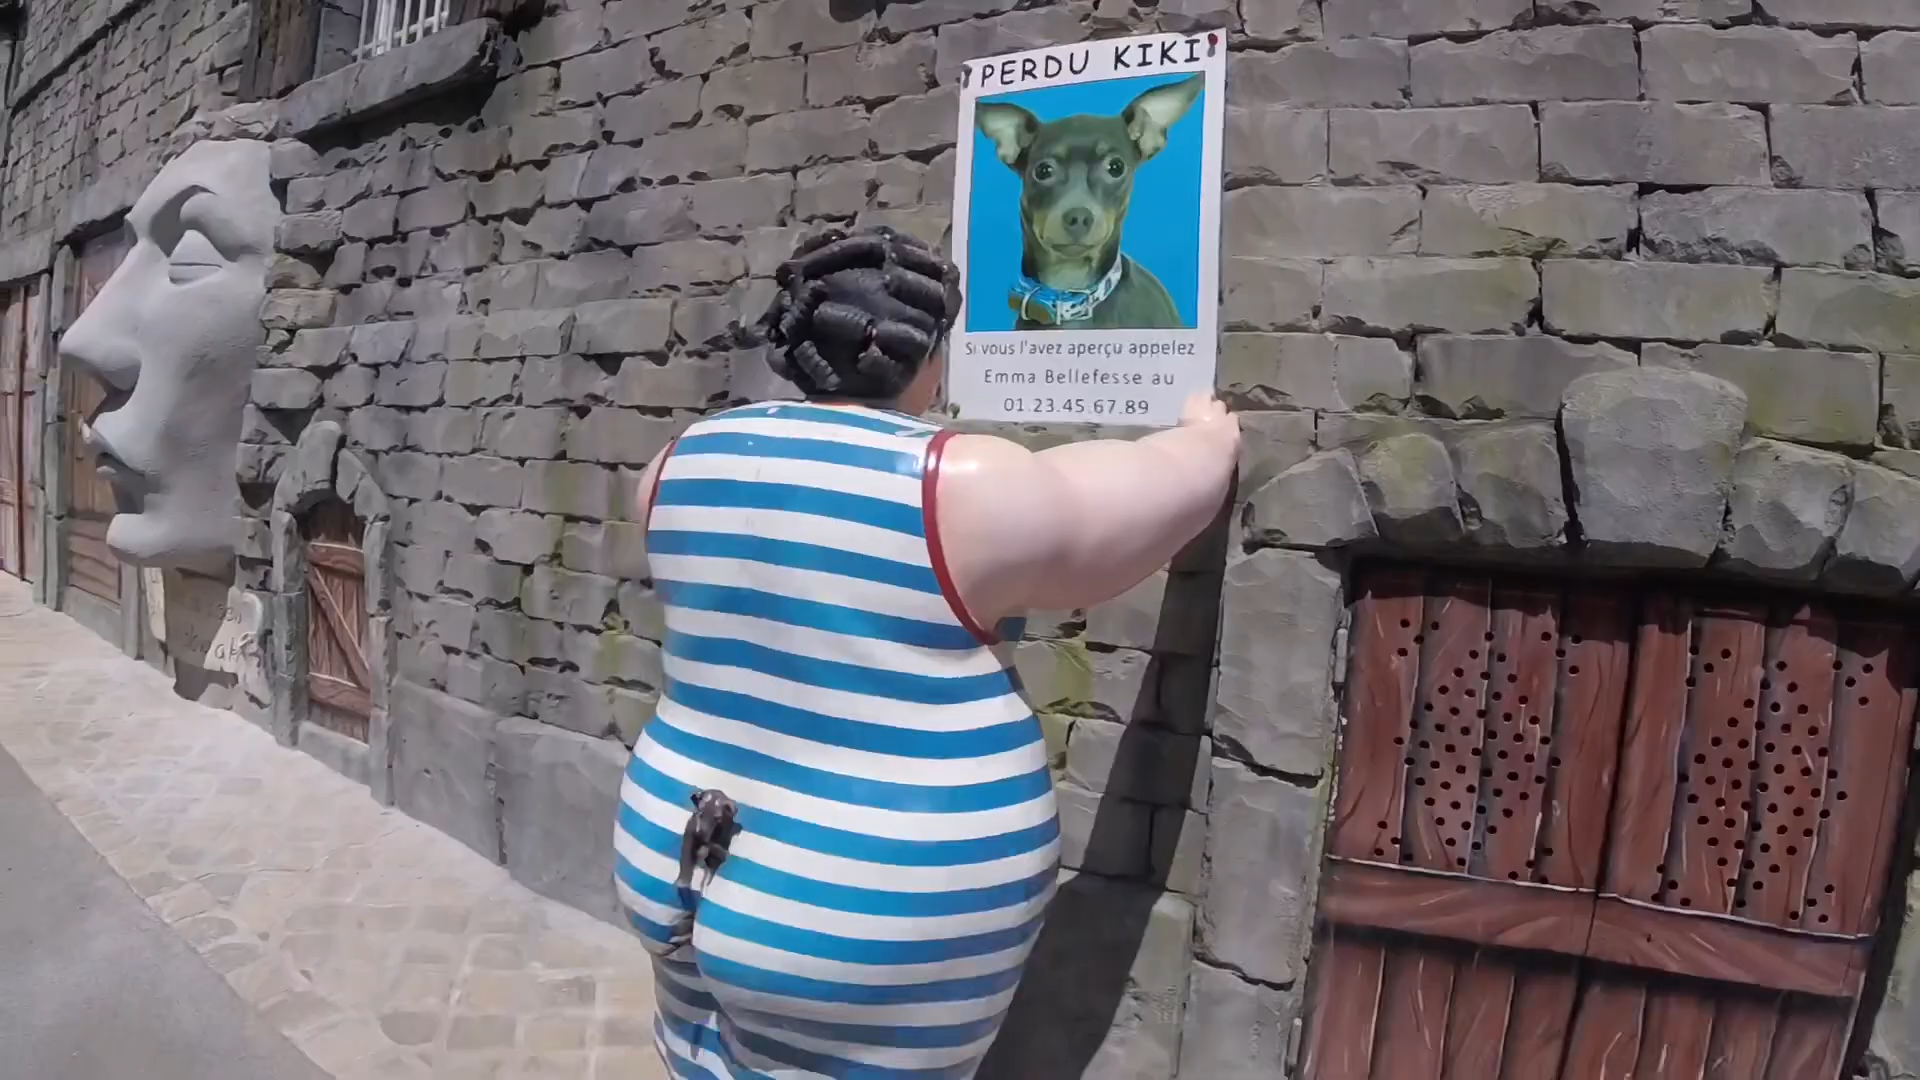 PERDU KIKI
Si vous l'avez aperçu appelez
Emma Bellefesse au
01.23.45.67.89